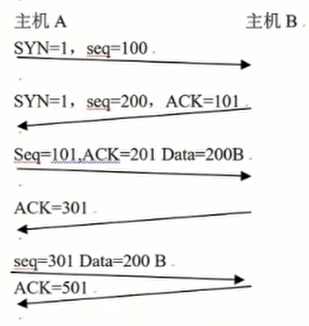 主机 A 主机 B
SYN=1，seq=100
SYN=1，seq=200，ACK=101
Seq=101,ACK=201 Data=200B
ACK=301
seq=301 Data=200 B
ACK=501